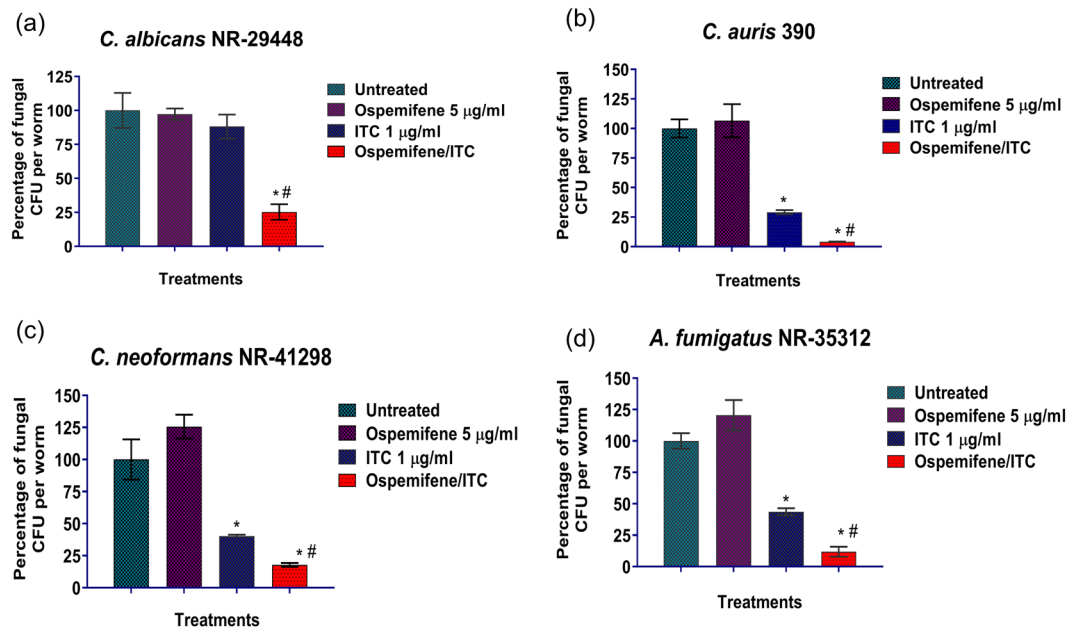 (a)
C. albicans NR-29448
Percentage of fungal
CFU per worm
125
100
75
50
25
0
* #
Treatments
Untreated
Ospemifene 5 µg/ml
ITC 1 µg/ml
Ospemifene/ITC
(b)
C. auris 390
Percentage of fungal
CFU per worm
150
125
100
75
50
25
0
*
* #
Treatments
Untreated
Ospemifene 5 µg/ml
ITC 1 µg/ml
Ospemifene/ITC
(c)
C. neoformans NR-41298
Percentage of fungal
CFU per worm
150
125
100
75
50
25
0
*
* #
Treatments
Untreated
Ospemifene 5 µg/ml
ITC 1 µg/ml
Ospemifene/ITC
(d)
A. fumigatus NR-35312
Percentage of fungal
CFU per worm
150
125
100
75
50
25
0
*
* #
Treatments
Untreated
Ospemifene 5 µg/ml
ITC 1 µg/ml
Ospemifene/ITC